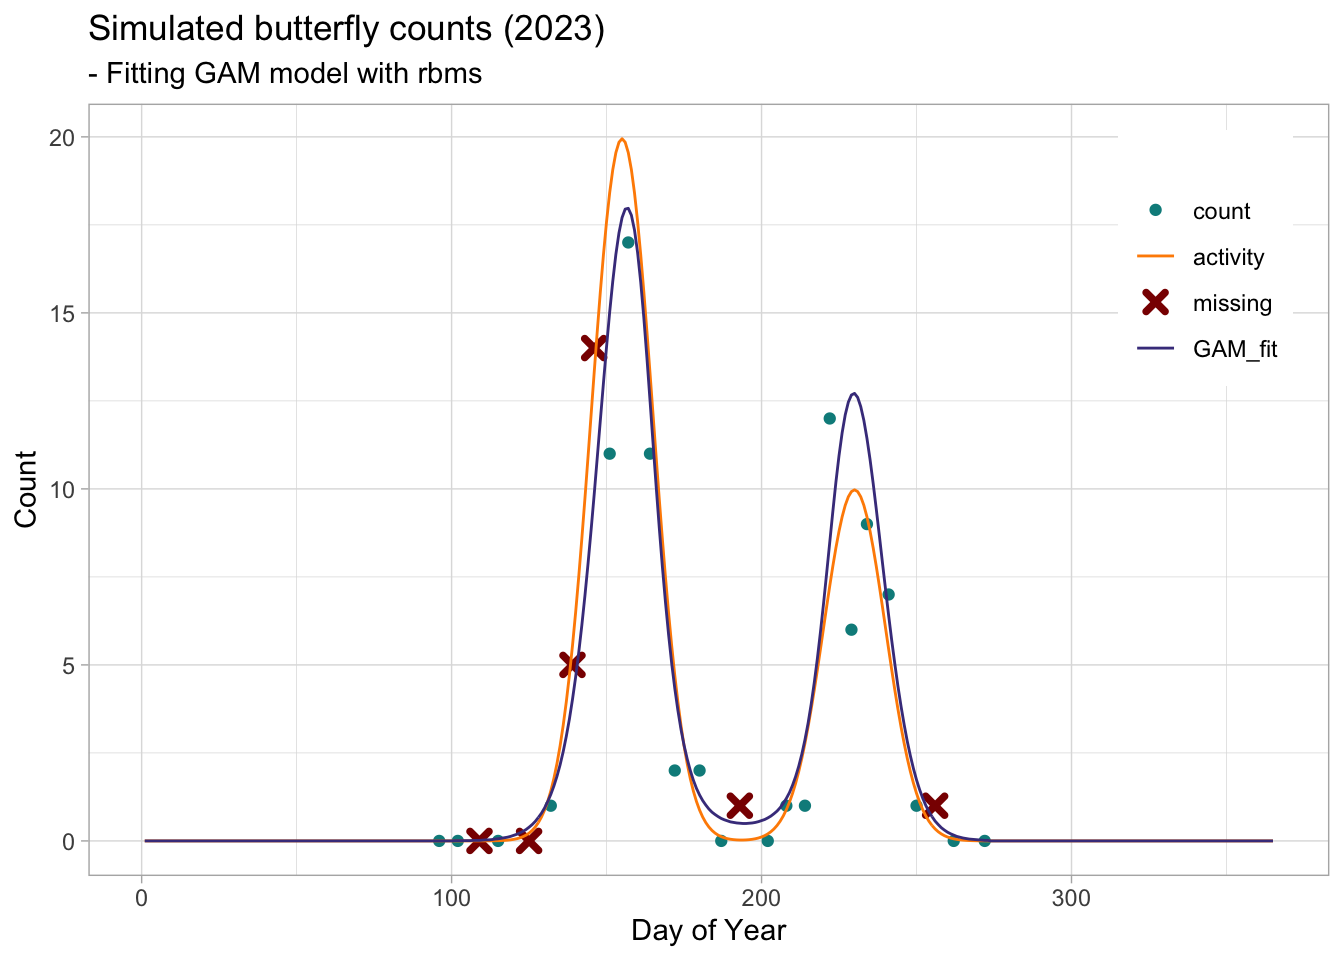 Simulated butterfly counts (2023)
- Fitting GAM model with rbms
20
15
10
5
0
Count
count
activity
missing
GAM_fit
0 100 200 300
Day of Year